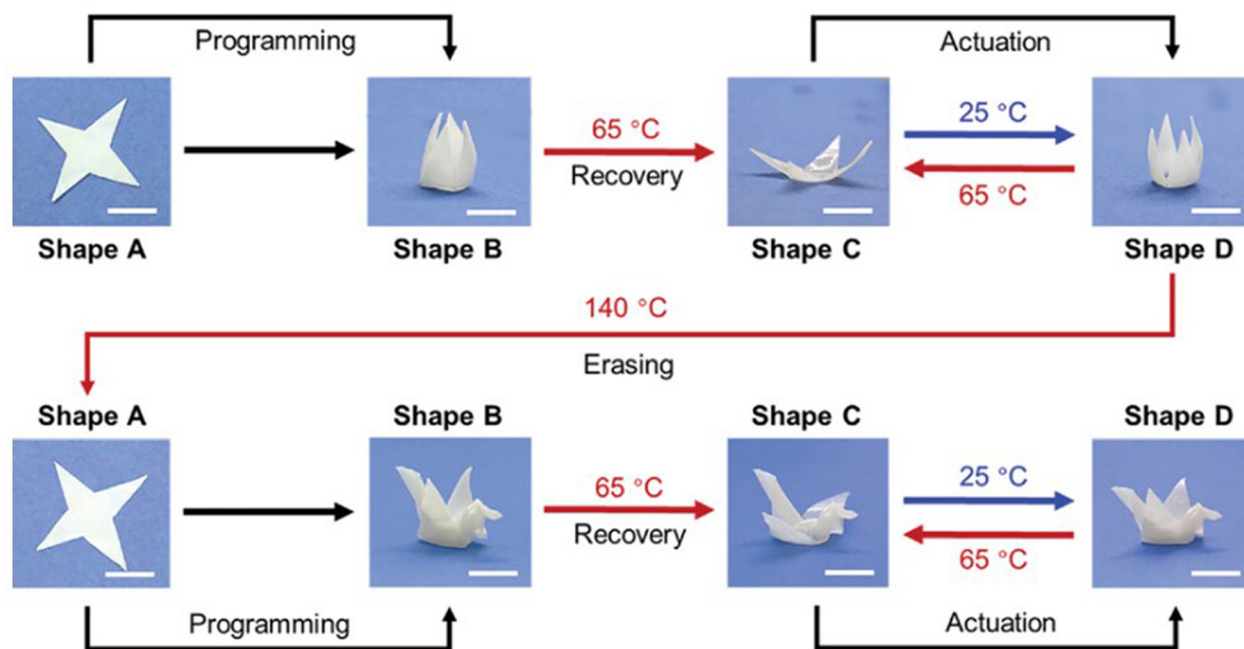 Programming
Actuation
65 °C
Recovery
25 °C
65 °C
Shape A
Shape B
Shape C
Shape D
140 °C
Erasing
Shape A
Shape B
Shape C
Shape D
65 °C
Recovery
25 °C
65 °C
Programming
Actuation